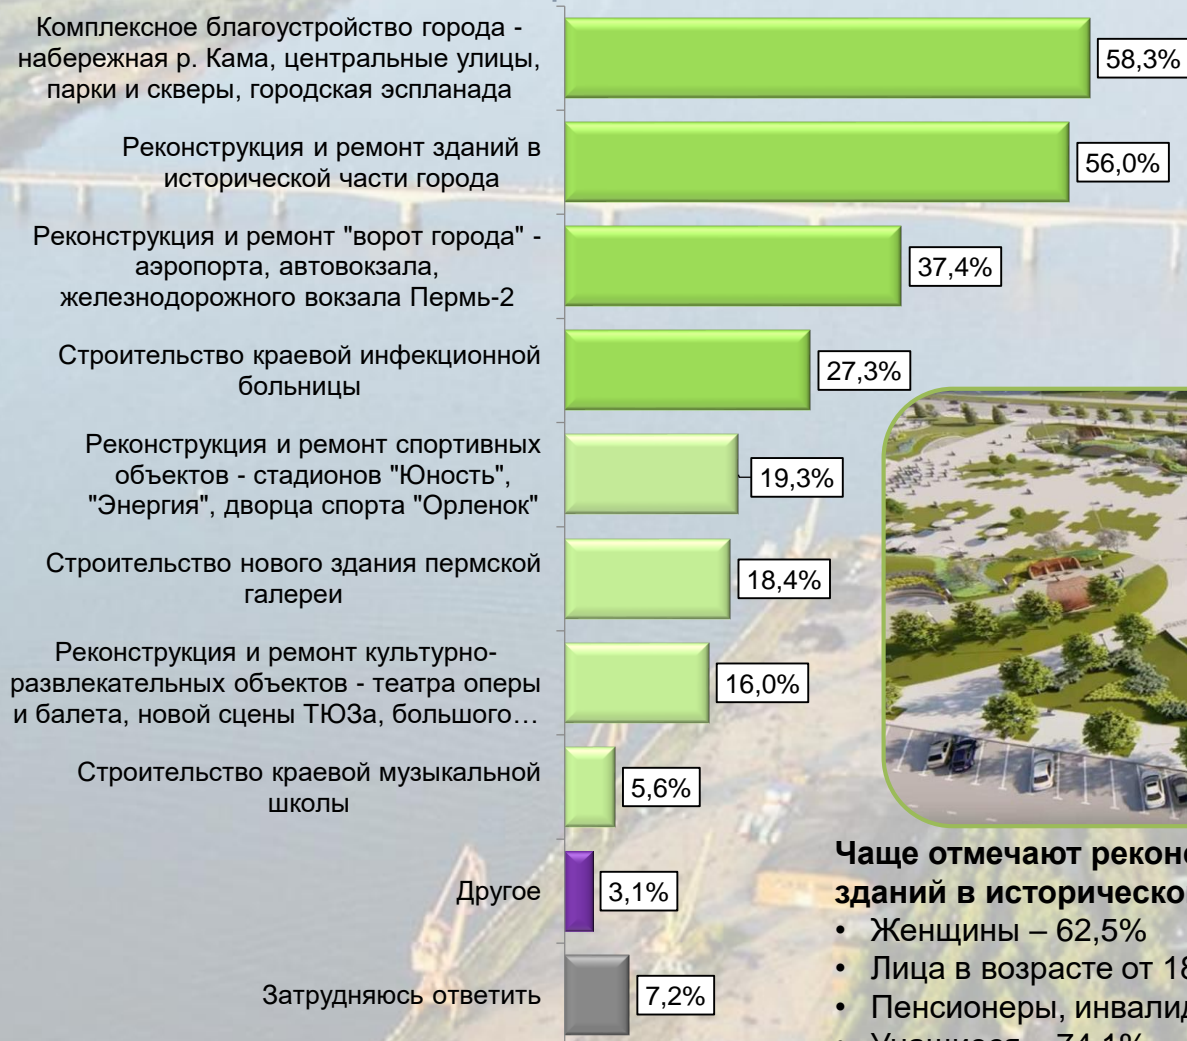 Комплексное благоустройство города -
набережная р. Кама, центральные улицы,
парки и скверы, городская эспланада
58,3%
Реконструкция и ремонт зданий в
исторической части города
56,0%
Реконструкция и ремонт "ворот города" -
аэропорта, автовокзала,
железнодорожного вокзала Пермь-2
37,4%
Строительство краевой инфекционной
больницы
27,3%
Реконструкция и ремонт спортивных
объектов - стадионов "Юность",
"Энергия", дворца спорта "Орленок"
19,3%
Строительство нового здания пермской
галереи
18,4%
Реконструкция и ремонт культурно-
развлекательных объектов - театра оперы
и балета, новой сцены ТЮЗа, большого…
16,0%
Строительство краевой музыкальной
школы
5,6%
Другое
3,1%
Затрудняюсь ответить
7,2%
Чаще отмечают
зданий в
• Женщины – 62,5%
• Лица в возрасте от
• Пенсионеры,
• Учащиеся – 74,1%